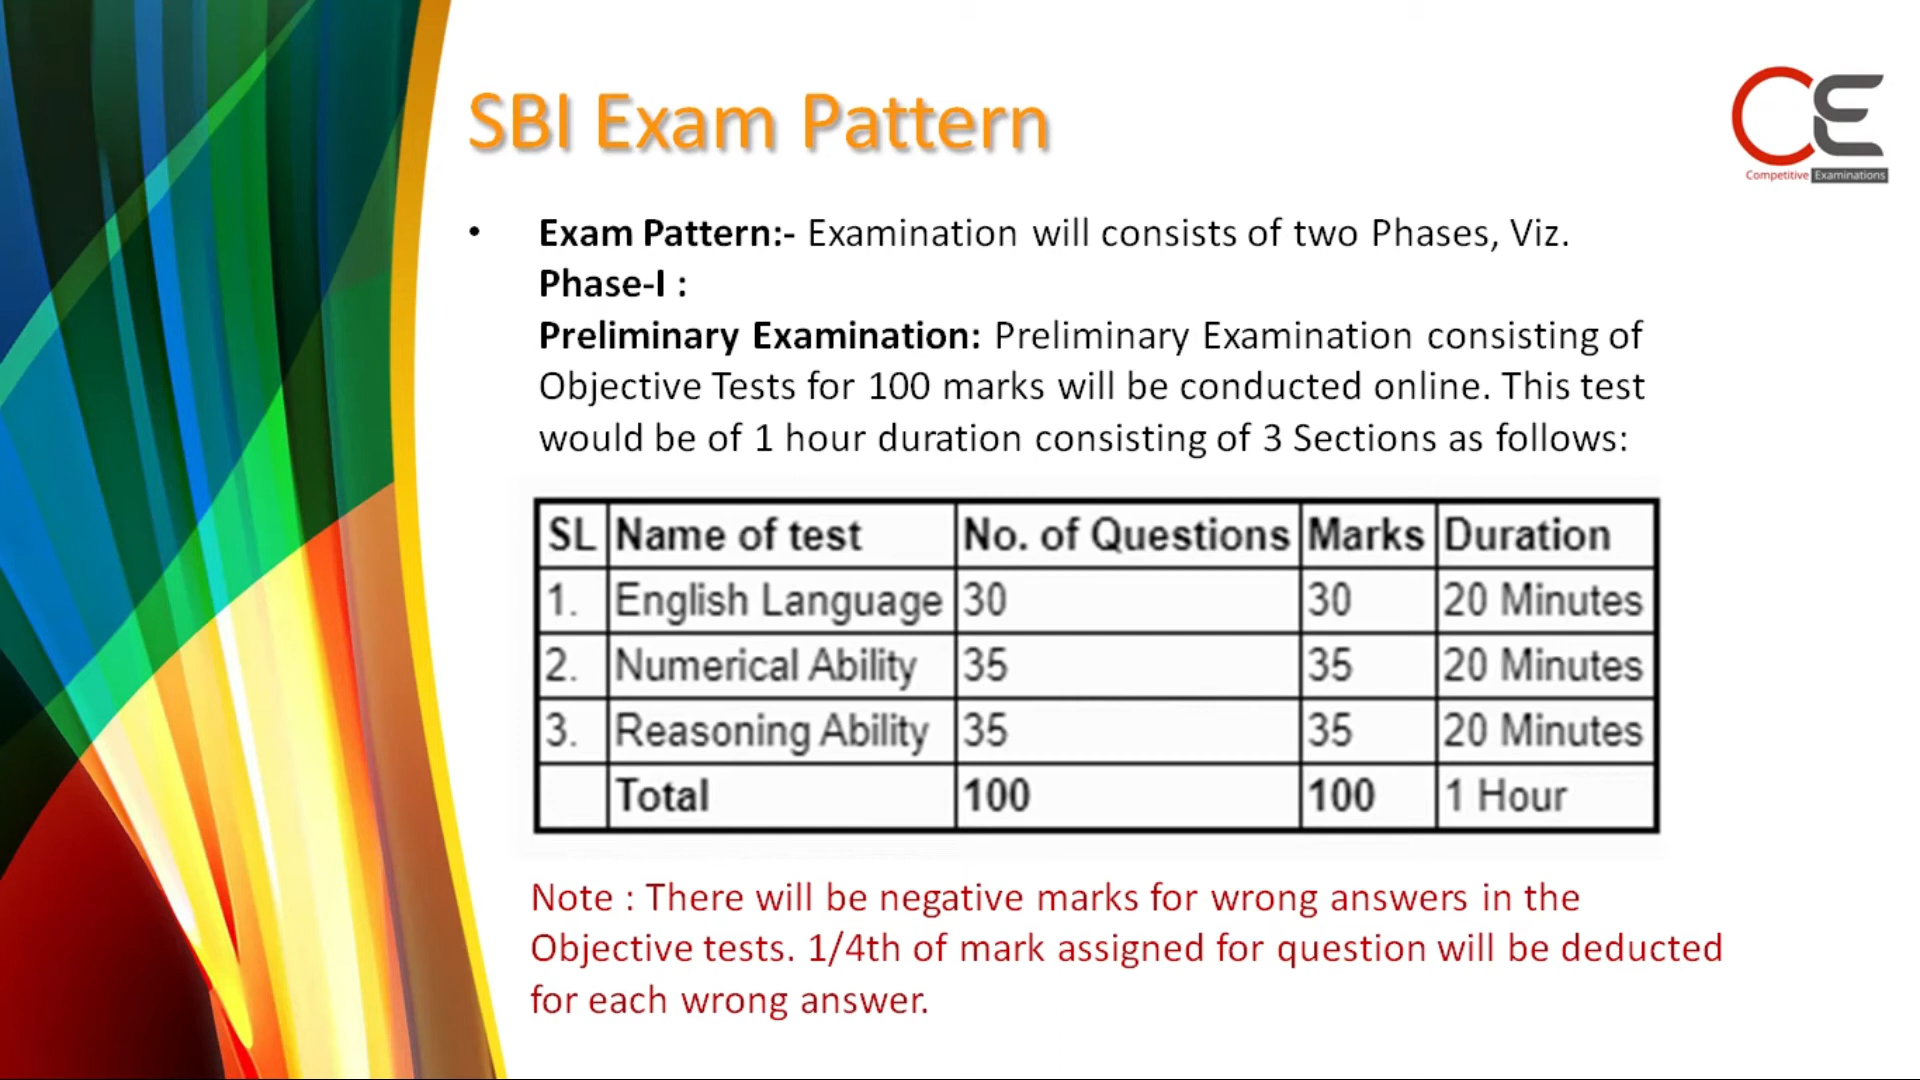 SBI Exam Pattern
CE
Competitive Examinations
• Exam Pattern:- Examination will consists of two Phases, Viz.
Phase-I :
Preliminary Examination: Preliminary Examination consisting of
Objective Tests for 100 marks will be conducted online. This test
would be of 1 hour duration consisting of 3 Sections as follows:
SL Name of test No. of Questions Marks Duration
1. English Language 30 30 20 Minutes
2. Numerical Ability 35 35 20 Minutes
3. Reasoning Ability 35 35 20 Minutes
Total 100 100 1 Hour
Note : There will be negative marks for wrong answers in the
Objective tests. 1/4th of mark assigned for question will be deducted
for each wrong answer.